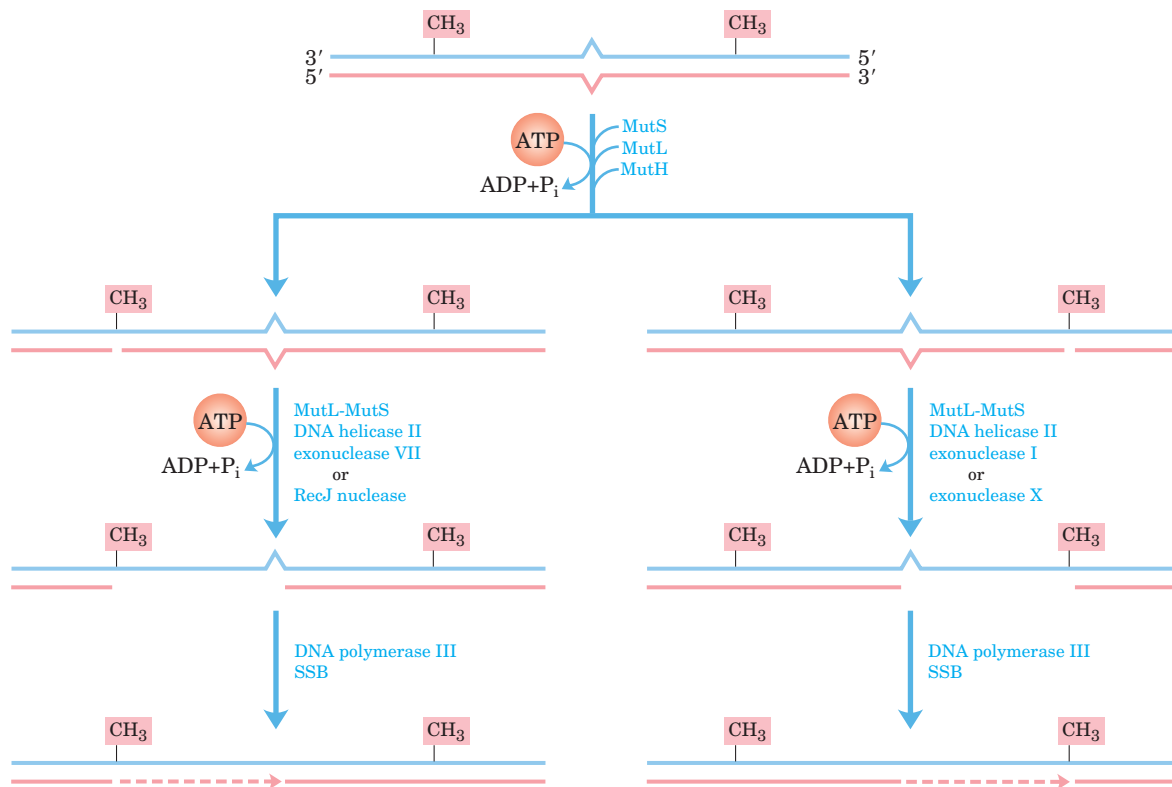 CH3 CH3
3′ 5′
5′ 3′
MutS
ATP
MutL
MutH
ADP+Pi
CH3 CH3
CH3 CH3
MutL-MutS
ATP
DNA helicase II
exonuclease VII
ADP+Pi
or
RecJ nuclease
MutL-MutS
ATP
DNA helicase II
exonuclease I
ADP+Pi
or
exonuclease X
CH3 CH3
CH3 CH3
DNA polymerase III
SSB
DNA polymerase III
SSB
CH3 CH3
CH3 CH3